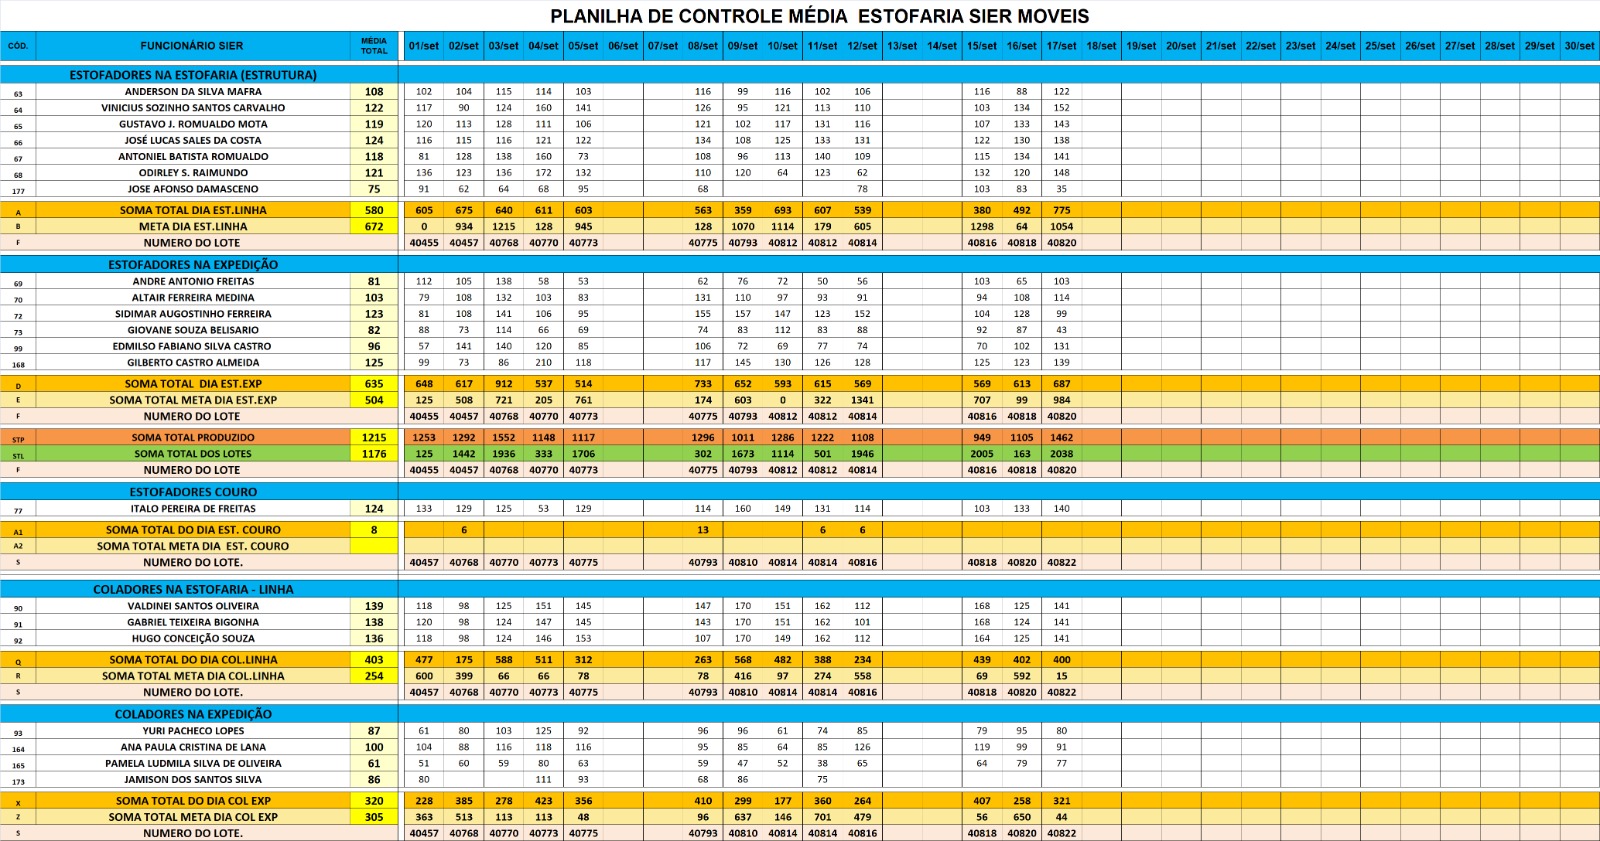 PLANILHA DE CONTROLE MÉDIA ESTOFARIA SIER MOVEIS
CÓD. FUNCIONÁRIO SIER MÉDIA TOTAL 01/set 02/set 03/set 04/set 05/set 06/set 07/set 08/set 09/set 10/set 11/set 12/set 13/set 14/set 15/set 16/set 17/set 18/set 19/set 20/set 21/set 22/set 23/set 24/set 25/set 26/set 27/set 28/set 29/set 30/set
ESTOFADORES NA ESTOFARIA (ESTRUTURA)
63 ANDERSON DA SILVA MAFRA 108 102 104 115 114 103 116 99 116 102 106 116 88 122
64 VINICIUS SOZINHO SANTOS CARVALHO 122 117 90 124 160 141 126 95 121 113 110 103 134 152
65 GUSTAVO J. ROMUALDO MOTA 119 120 113 128 111 106 121 102 117 131 116 107 133 143
66 JOSÉ LUCAS SALES DA COSTA 124 116 115 116 121 122 134 108 125 133 131 122 130 138
67 ANTONIEL BATISTA ROMUALDO 118 81 128 138 160 73 108 96 113 140 109 115 134 141
68 ODIRLEY S. RAIMUNDO 121 136 123 136 172 132 110 120 64 123 62 132 120 148
177 JOSE AFONSO DAMASCENO 75 91 62 64 68 95 68 78 103 83 35
A SOMA TOTAL DIA EST.LINHA 580 605 675 640 611 603 563 359 693 607 539 380 492 775
B META DIA EST.LINHA 672 0 934 1215 128 945 128 1070 1114 179 605 1298 64 1054
F NUMERO DO LOTE 40455 40457 40768 40770 40773 40775 40793 40812 40812 40814 40816 40818 40820
ESTOFADORES NA EXPEDIÇÃO
69 ANDRE ANTONIO FREITAS 81 112 105 138 58 53 62 76 72 50 56 103 65 103
70 ALTAIR FERREIRA MEDINA 103 79 108 132 103 83 131 110 97 93 91 94 108 114
72 SIDIMAR AUGOSTINHO FERREIRA 123 81 108 141 106 95 155 157 147 123 152 104 128 99
73 GIOVANE SOUZA BELISARIO 82 88 73 114 66 69 74 83 112 83 88 92 87 43
99 EDMILSO FABIANO SILVA CASTRO 96 57 141 140 120 85 106 72 69 77 74 70 102 131
168 GILBERTO CASTRO ALMEIDA 125 99 73 86 210 118 117 145 130 126 128 125 123 139
D SOMA TOTAL DIA EST.EXP 635 648 617 912 537 514 733 652 593 615 569 569 613 687
E SOMA TOTAL META DIA EST.EXP 504 125 508 721 205 761 174 603 0 322 1341 707 99 984
F NUMERO DO LOTE 40455 40457 40768 40770 40773 40775 40793 40812 40812 40814 40816 40818 40820
STP SOMA TOTAL PRODUZIDO 1215 1253 1292 1552 1148 1117 1296 1011 1286 1222 1108 949 1105 1462
STL SOMA TOTAL DOS LOTES 1176 125 1442 1936 333 1706 302 1673 1114 501 1946 2005 163 2038
F NUMERO DO LOTE 40455 40457 40768 40770 40773 40775 40793 40812 40812 40814 40816 40818 40820
ESTOFADORES COURO
77 ITALO PEREIRA DE FREITAS 124 133 129 125 53 129 114 160 149 131 114 103 133 140
A1 SOMA TOTAL DO DIA EST. COURO 8 6 13 6 6
A2 SOMA TOTAL META DIA EST. COURO
S NUMERO DO LOTE. 40457 40768 40770 40773 40775 40793 40810 40814 40814 40816 40818 40820 40822
COLADORES NA ESTOFARIA - LINHA
90 VALDINEI SANTOS OLIVEIRA 139 118 98 125 151 145 147 170 151 162 112 168 125 141
91 GABRIEL TEIXEIRA BIGONHA 138 120 98 124 147 145 143 170 151 162 101 168 124 141
92 HUGO CONCEIÇÃO SOUZA 136 118 98 124 146 153 107 170 149 162 112 164 125 141
Q SOMA TOTAL DO DIA COL.LINHA 403 477 175 588 511 312 263 568 482 388 234 439 402 400
R SOMA TOTAL META DIA COL.LINHA 254 600 399 66 66 78 78 416 97 274 558 69 592 15
S NUMERO DO LOTE. 40457 40768 40770 40773 40775 40793 40810 40814 40814 40816 40818 40820 40822
COLADORES NA EXPEDIÇÃO
93 YURI PACHECO LOPES 87 61 80 103 125 92 96 96 61 74 85 79 95 80
164 ANA PAULA CRISTINA DE LANA 100 104 88 116 118 116 95 85 64 85 126 119 99 91
165 PAMELA LUDMILA SILVA DE OLIVEIRA 61 51 60 59 80 63 59 47 52 38 65 64 79 77
173 JAMISON DOS SANTOS SILVA 86 80 111 93 68 86 75
X SOMA TOTAL DO DIA COL EXP 320 228 385 278 423 356 410 299 177 360 264 407 258 321
Z SOMA TOTAL META DIA COL EXP 305 363 513 113 113 48 96 637 146 701 479 56 650 44
S NUMERO DO LOTE. 40457 40768 40770 40773 40775 40793 40810 40814 40814 40816 40818 40820 40822